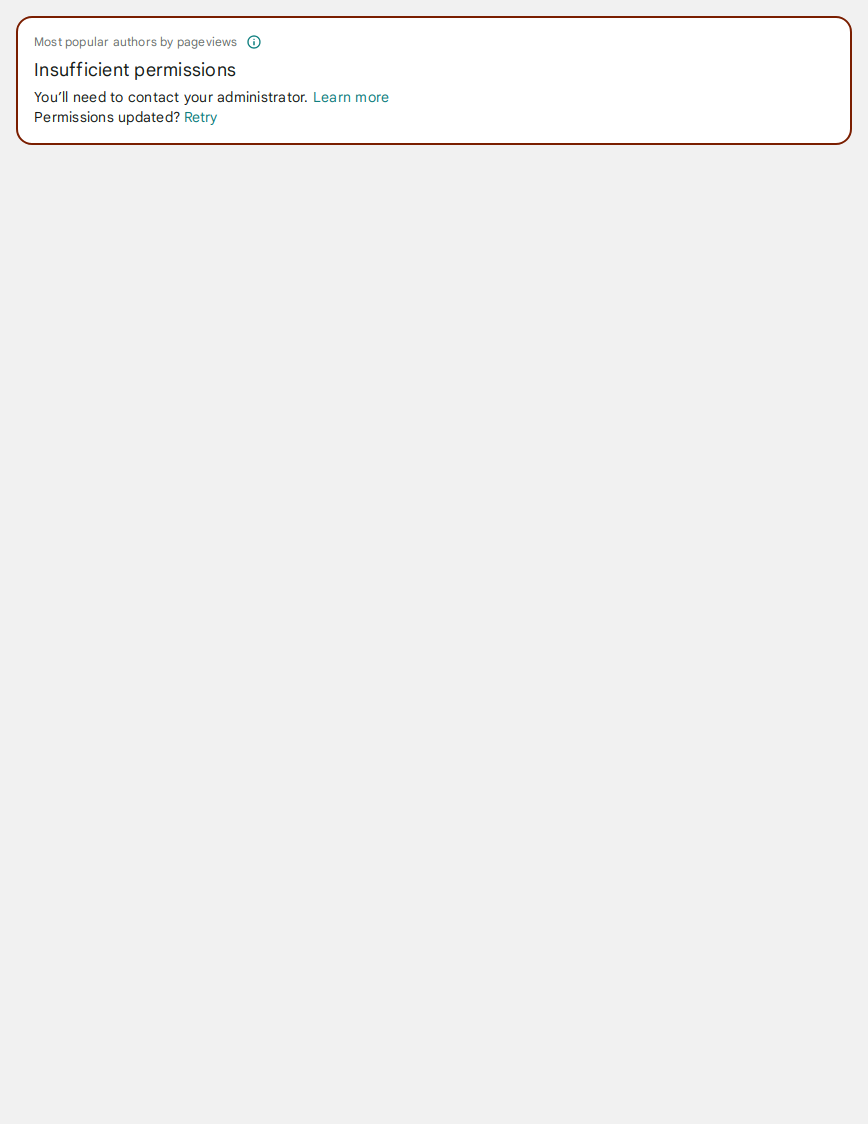 Most popular authors by pageviews
Insufficient permissions
You’ll need to contact your administrator. Learn more
Permissions updated? Retry